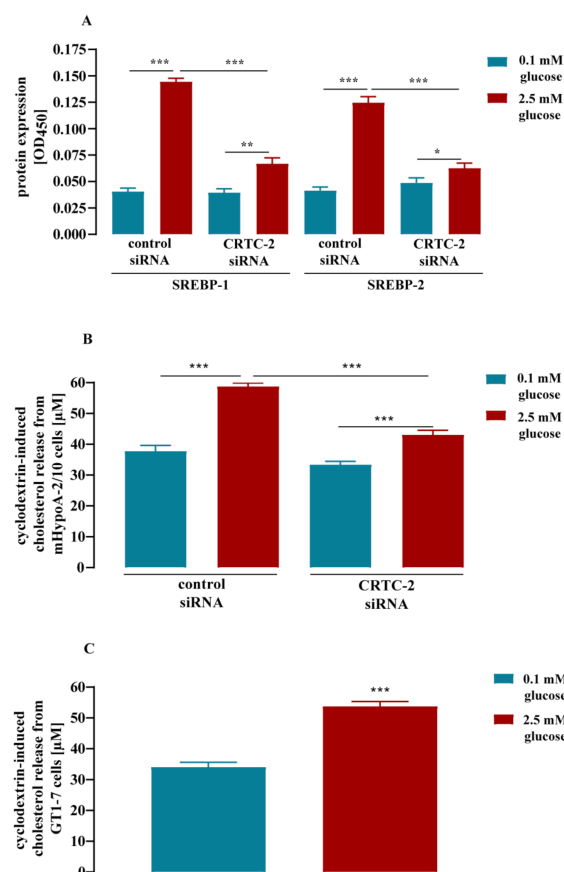 A
0.175
0.150
0.125
0.100
0.075
0.050
0.025
0.000
protein expression
[OD450]
*** *** *** ***
** *
0.1 mM
glucose
2.5 mM
glucose
control
siRNA
CRTC-2
siRNA
control
siRNA
CRTC-2
siRNA
SREBP-1 SREBP-2
B
60
50
40
30
20
10
0
cyclodextrin-induced
cholesterol release from
mHypoA-2/10 cells [µM]
*** ***
***
0.1 mM
glucose
2.5 mM
glucose
control
siRNA
CRTC-2
siRNA
C
60
50
40
30
20
10
0
cyclodextrin-induced
cholesterol release from
GT1-7 cells [µM]
***
0.1 mM
glucose
2.5 mM
glucose